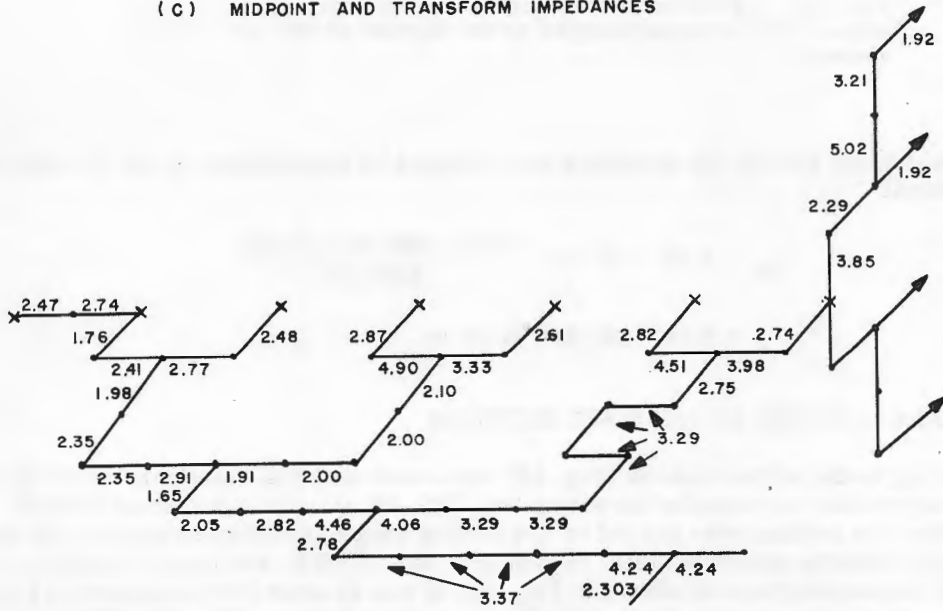 (C) MIDPOINT AND TRANSFORM IMPEDANCES
1.92
3.21
5.02
1.92
2.29
3.85
2.47 2.74
1.76 2.48 2.87 2.61 2.82 2.74
2.41 2.77 4.90 3.33 4.51 3.98
1.98 2.10 2.75
2.35 2.00 3.29
2.35 2.91 1.91 2.00
1.65
2.05 2.82 4.46 4.06 3.29 3.29
2.78
4.24 4.24
3.37 2.303